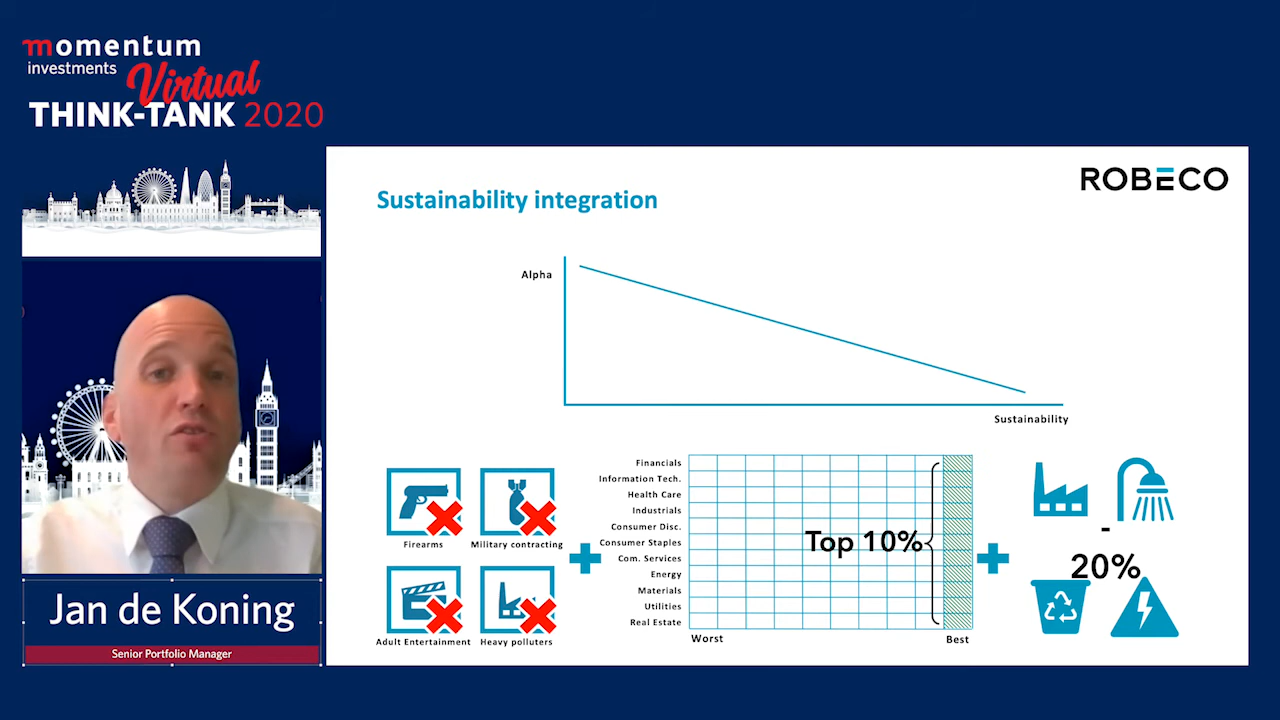 momentum
investments
Virtual
THINK-TANK 2020
ROBECO
Sustainability integration
Alpha
Sustainability
Firearms
Military contracting
Adult Entertainment
Heavy polluters
Financials
Information Tech.
Health Care
Industrials
Consumer Disc.
Consumer Staples
Com. Services
Energy
Materials
Utilities
Real Estate
Top 10%
Worst
Best
-
20%
Jan de Koning
Senior Portfolio Manager